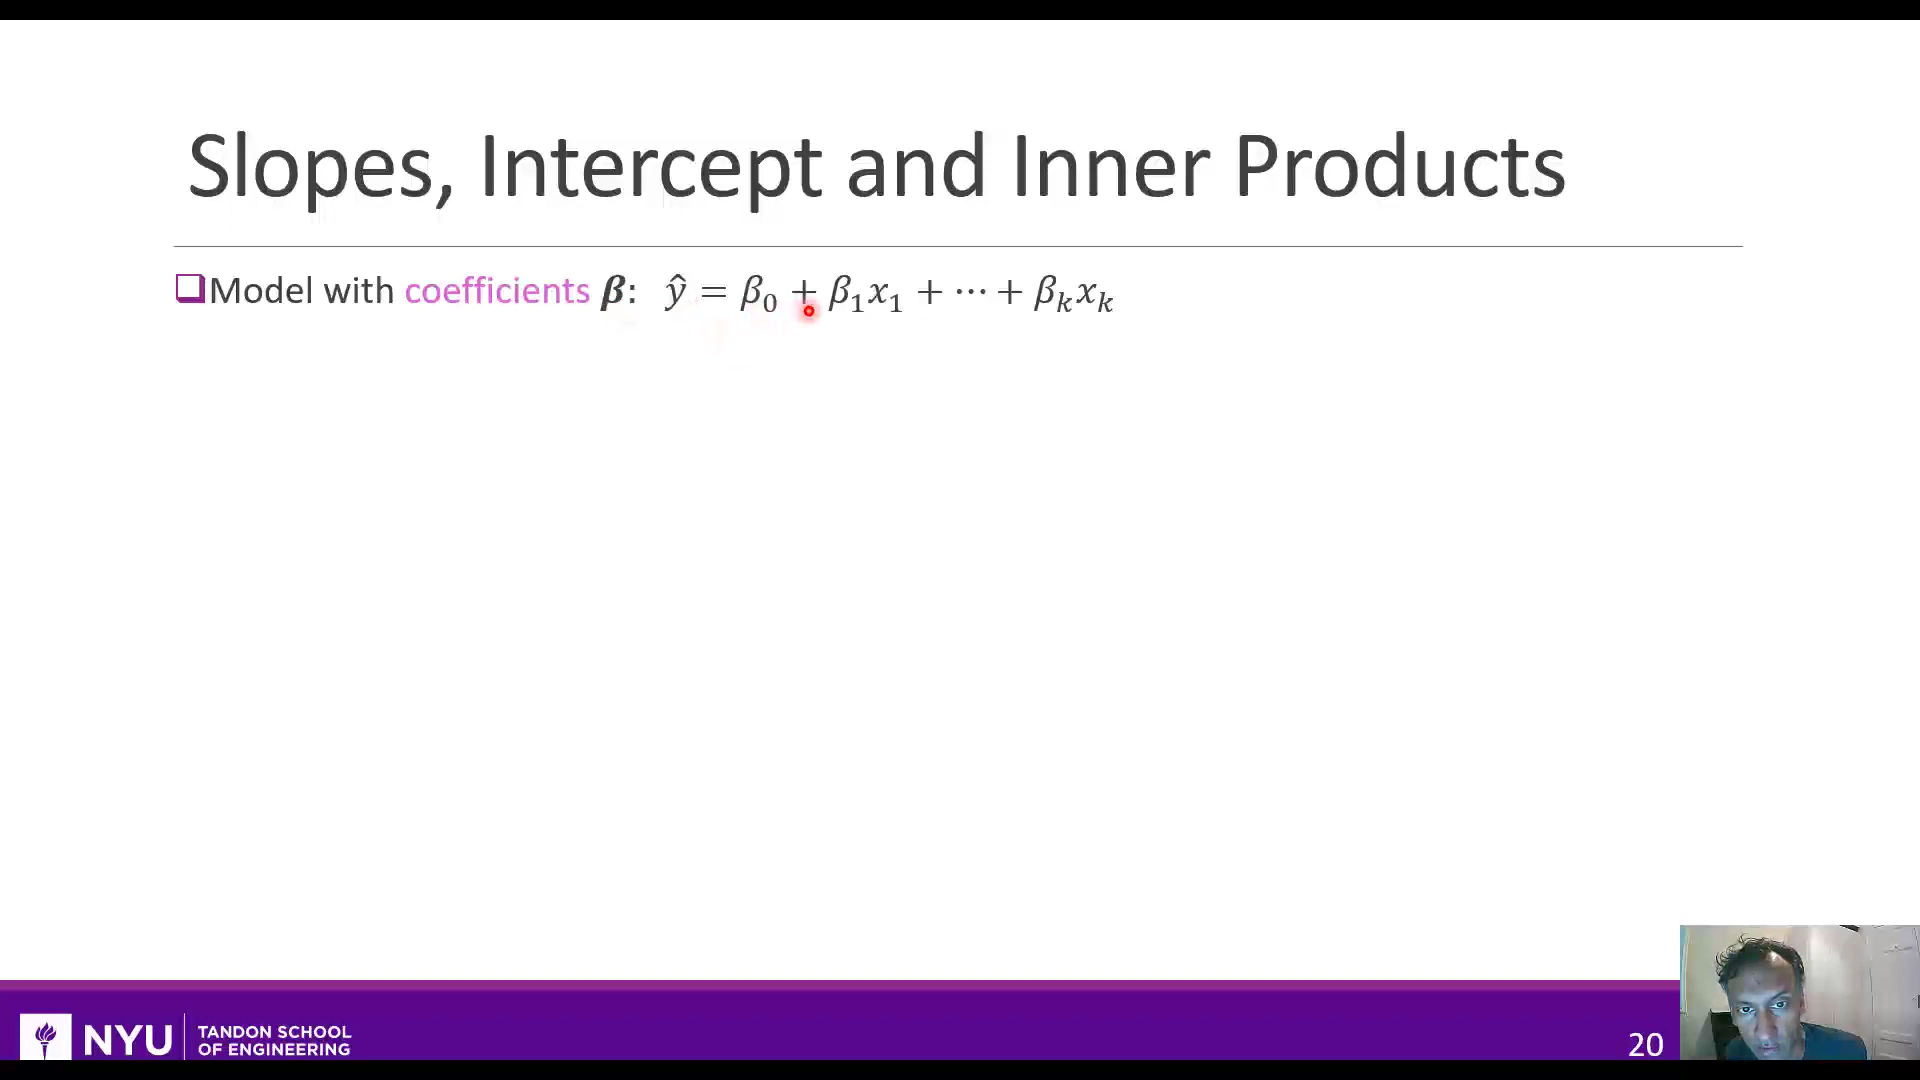 Slopes, Intercept and Inner Products
❑Model with coefficients 𝜷: ŷ = β₀ + β₁x₁ + ⋯ + βₖxₖ
NYU
TANDON SCHOOL
OF ENGINEERING
20